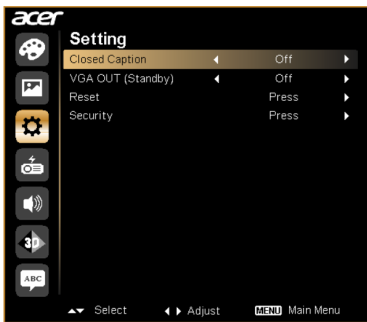 acer
Setting
Closed Caption Off
VGA OUT (Standby) Off
Reset Press
Security Press
3D
ABC
Select Adjust MENU Main Menu